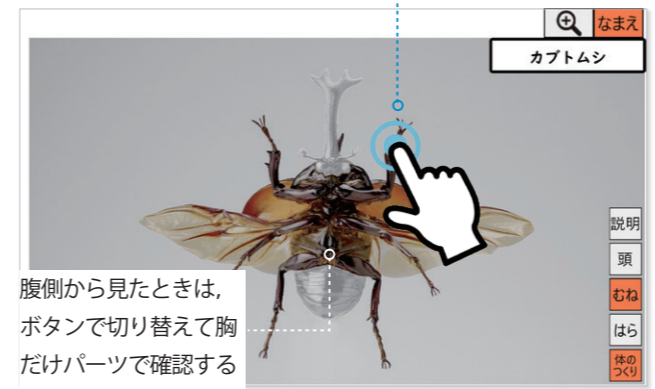 なまえ
カブトムシ
説明
頭
むね
はら
体の
つくり
腹側から見たときは,
ボタンで切り替えて胸
だけパーツで確認する